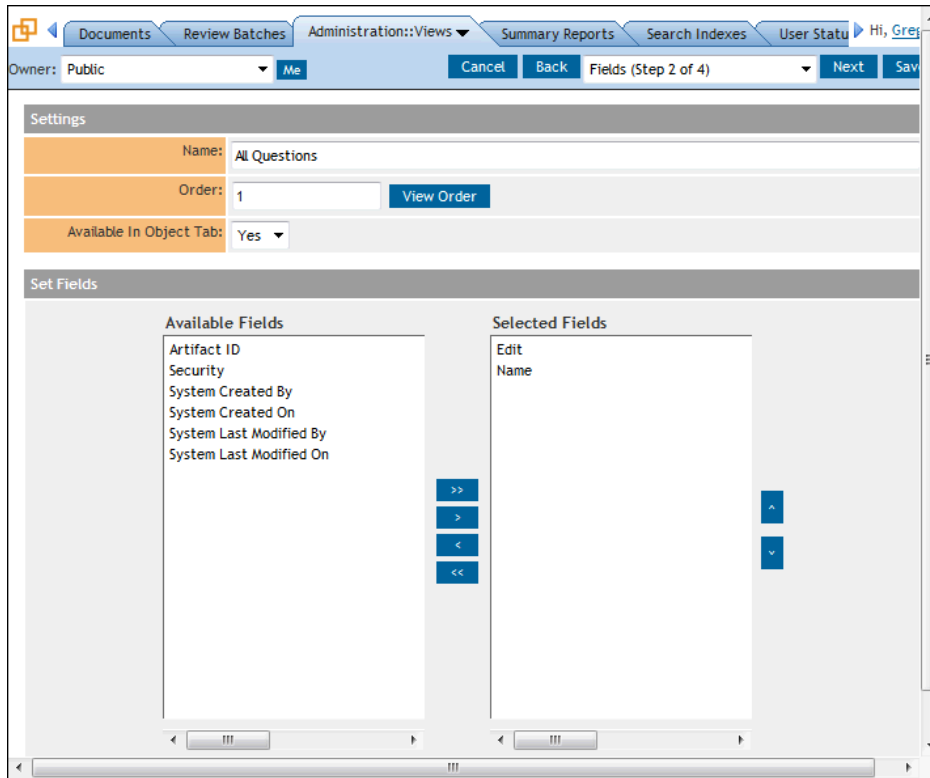 Documents Review Batches Administration::Views Summary Reports Search Indexes User Statu Hi, Greg
Owner: Public Me Cancel Back Fields (Step 2 of 4) Next Sav
Settings
Name: All Questions
Order: 1 View Order
Available In Object Tab: Yes
Set Fields
Available Fields Selected Fields
Artifact ID Edit
Security Name
System Created By
System Created On
System Last Modified By
System Last Modified On
>>
>
<
<<
^
v